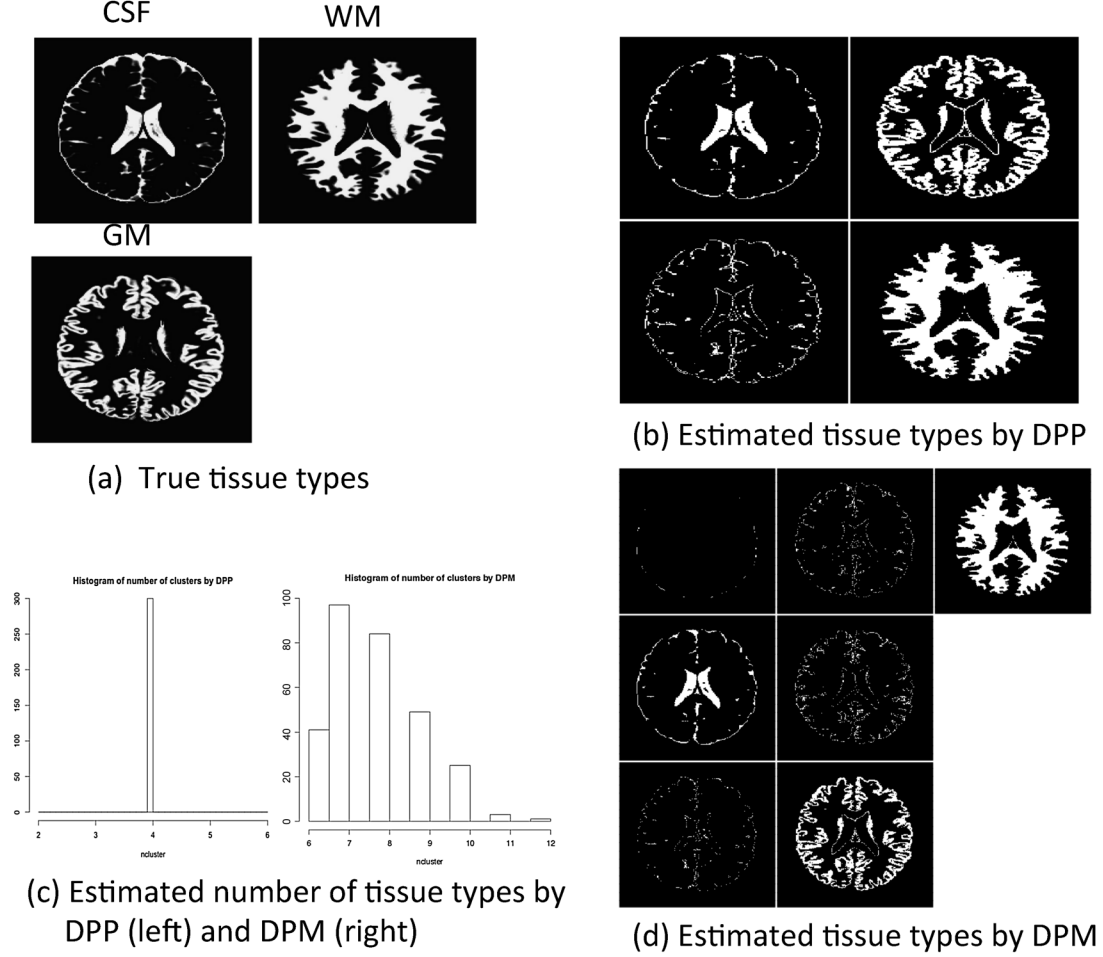 CSF
WM
GM
(a) True tissue types
(b) Estimated tissue types by DPP
Histogram of number of clusters by DPP
300
250
200
150
100
50
0
2 3 4 5 6
ncluster
Histogram of number of clusters by DPM
100
80
60
40
20
0
6 7 8 9 10 11 12
ncluster
(c) Estimated number of tissue types by
DPP (left) and DPM (right)
(d) Estimated tissue types by DPM